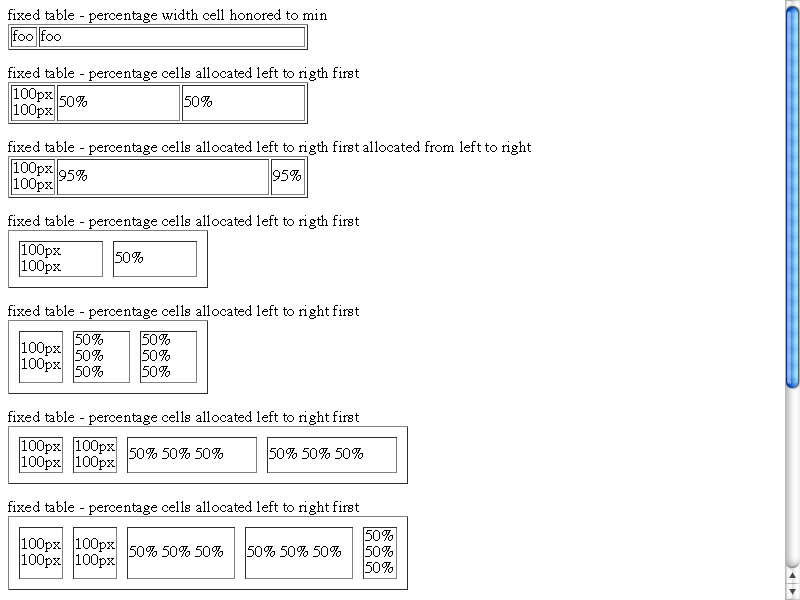 fixed table - percentage width cell honored to min
foo foo
fixed table - percentage cells allocated left to rigth first
100px
100px
50%
50%
fixed table - percentage cells allocated left to rigth first allocated from left to right
100px
100px
95%
95%
fixed table - percentage cells allocated left to rigth first
100px
100px
50%
fixed table - percentage cells allocated left to right first
100px
100px
50%
50%
50%
50%
50%
50%
fixed table - percentage cells allocated left to right first
100px
100px
100px
100px
50% 50% 50%
50% 50% 50%
fixed table - percentage cells allocated left to right first
100px
100px
100px
100px
50% 50% 50%
50% 50% 50%
50%
50%
50%